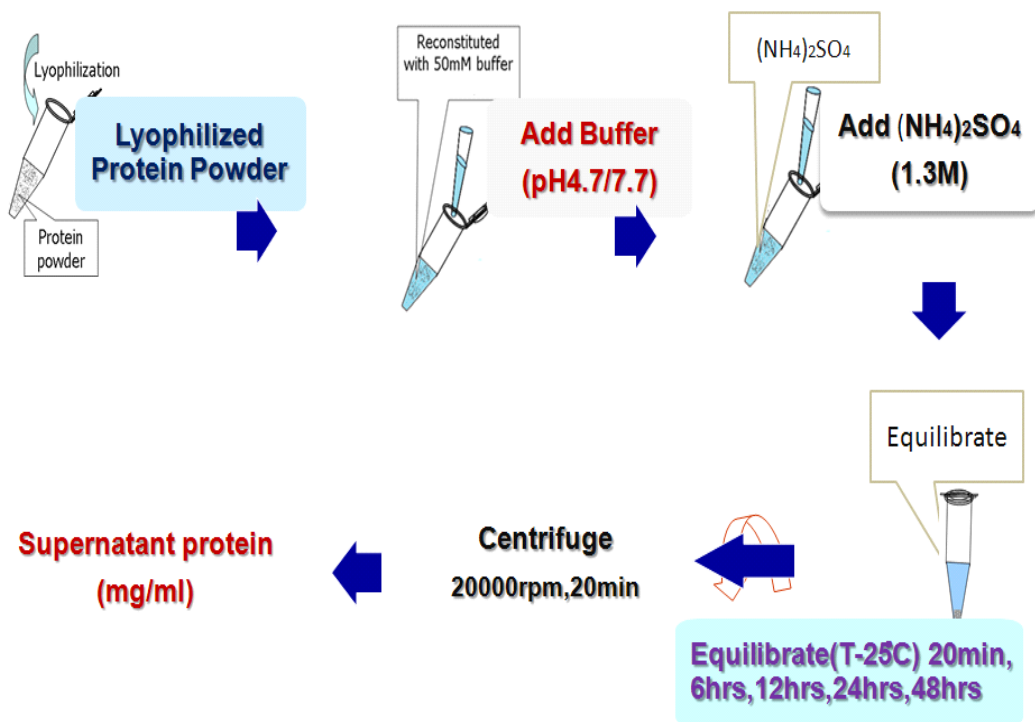 Lyophilization
Lyophilized
Protein Powder
Protein
powder
Reconstituted
with 50mM buffer
Add Buffer
(pH4.7/7.7)
(NH4)2SO4
Add (NH4)2SO4
(1.3M)
Equilibrate
Equilibrate(T-25°C) 20min,
6hrs,12hrs,24hrs,48hrs
Centrifuge
20000rpm,20min
Supernatant protein
(mg/ml)